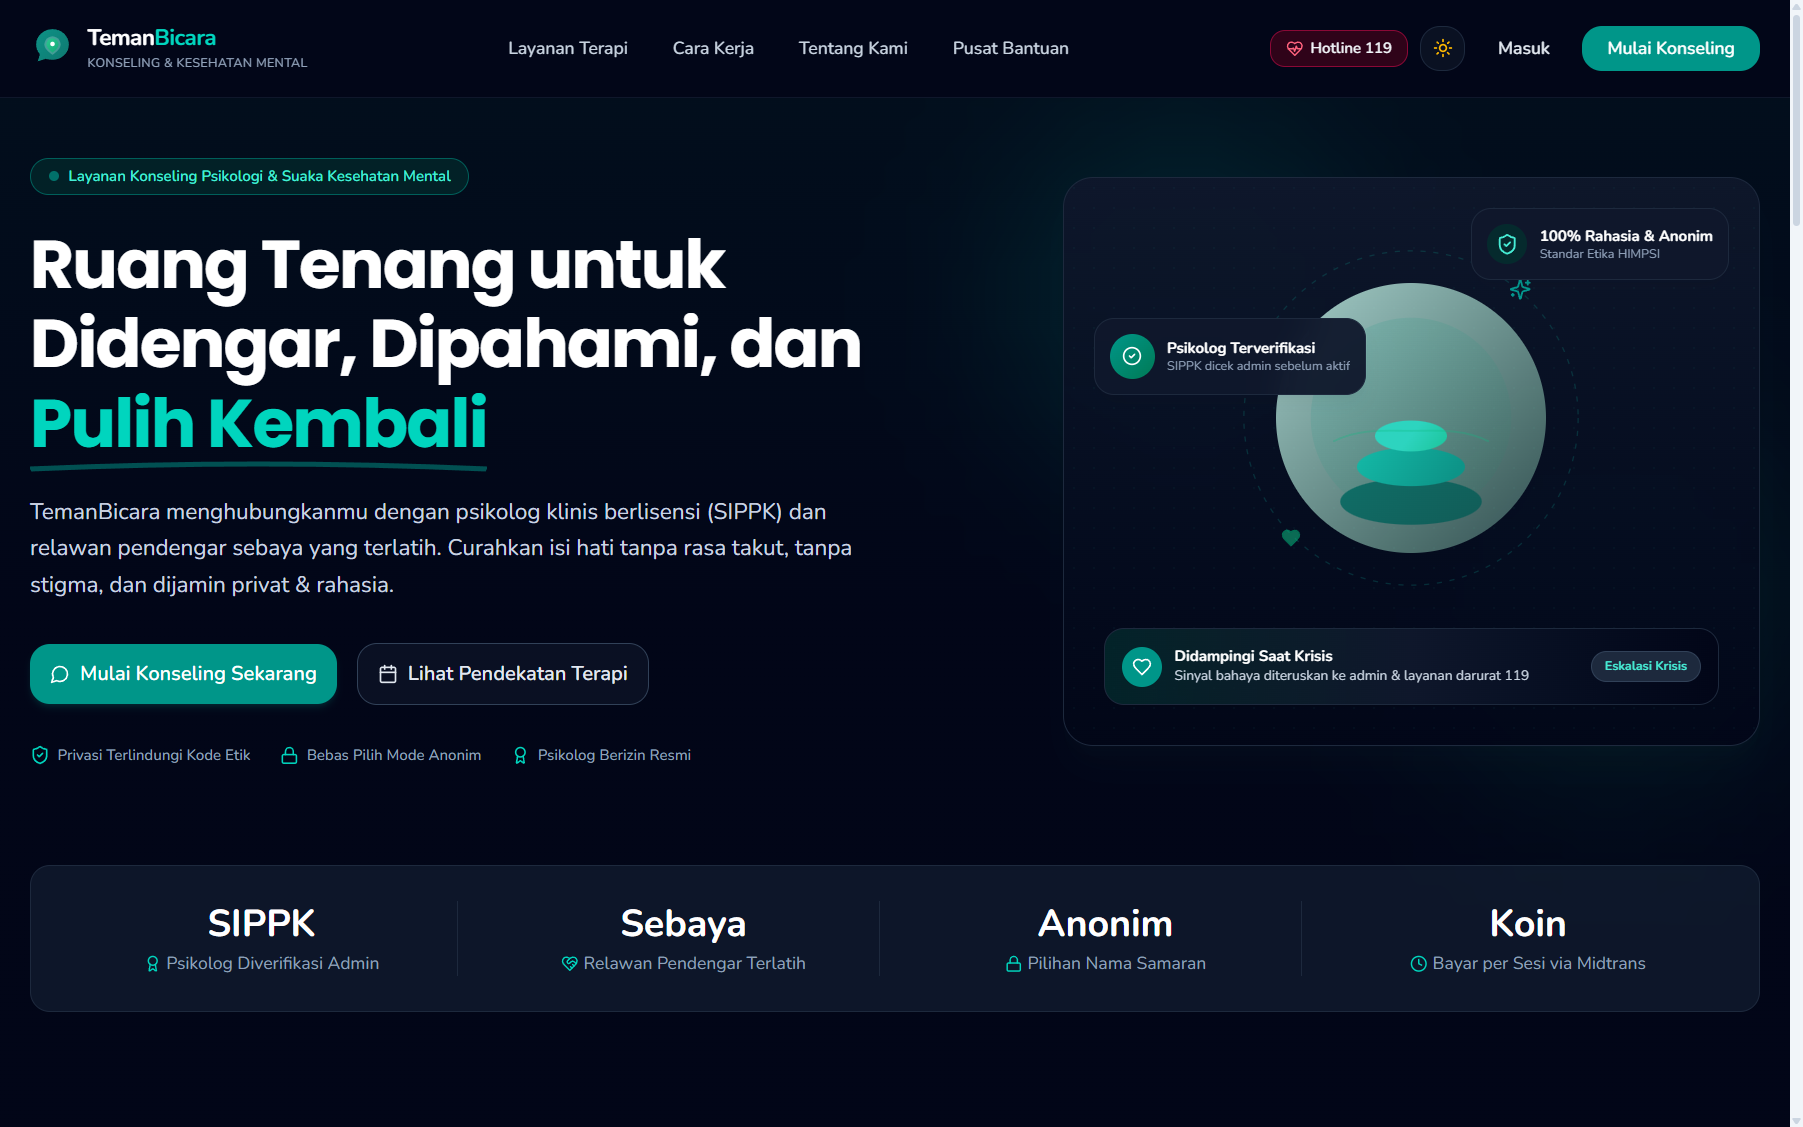 TemanBicara
KONSELING & KESEHATAN MENTAL
Layanan Terapi
Cara Kerja
Tentang Kami
Pusat Bantuan
Hotline 119
Masuk
Mulai Konseling
Layanan Konseling Psikologi & Suaka Kesehatan Mental
Ruang Tenang untuk
Didengar, Dipahami, dan
Pulih Kembali
TemanBicara menghubungkanmu dengan psikolog klinis berlisensi (SIPPK) dan
relawan pendengar sebaya yang terlatih. Curahkan isi hati tanpa rasa takut, tanpa
stigma, dan dijamin privat & rahasia.
Mulai Konseling Sekarang
Lihat Pendekatan Terapi
Privasi Terlindungi Kode Etik
Bebas Pilih Mode Anonim
Psikolog Berizin Resmi
100% Rahasia & Anonim
Standar Etika HIMPSI
Psikolog Terverifikasi
SIPPK dicek admin sebelum aktif
Didampingi Saat Krisis
Sinyal bahaya diteruskan ke admin & layanan darurat 119
Eskalasi Krisis
SIPPK
Psikolog Diverifikasi Admin
Sebaya
Relawan Pendengar Terlatih
Anonim
Pilihan Nama Samaran
Koin
Bayar per Sesi via Midtrans